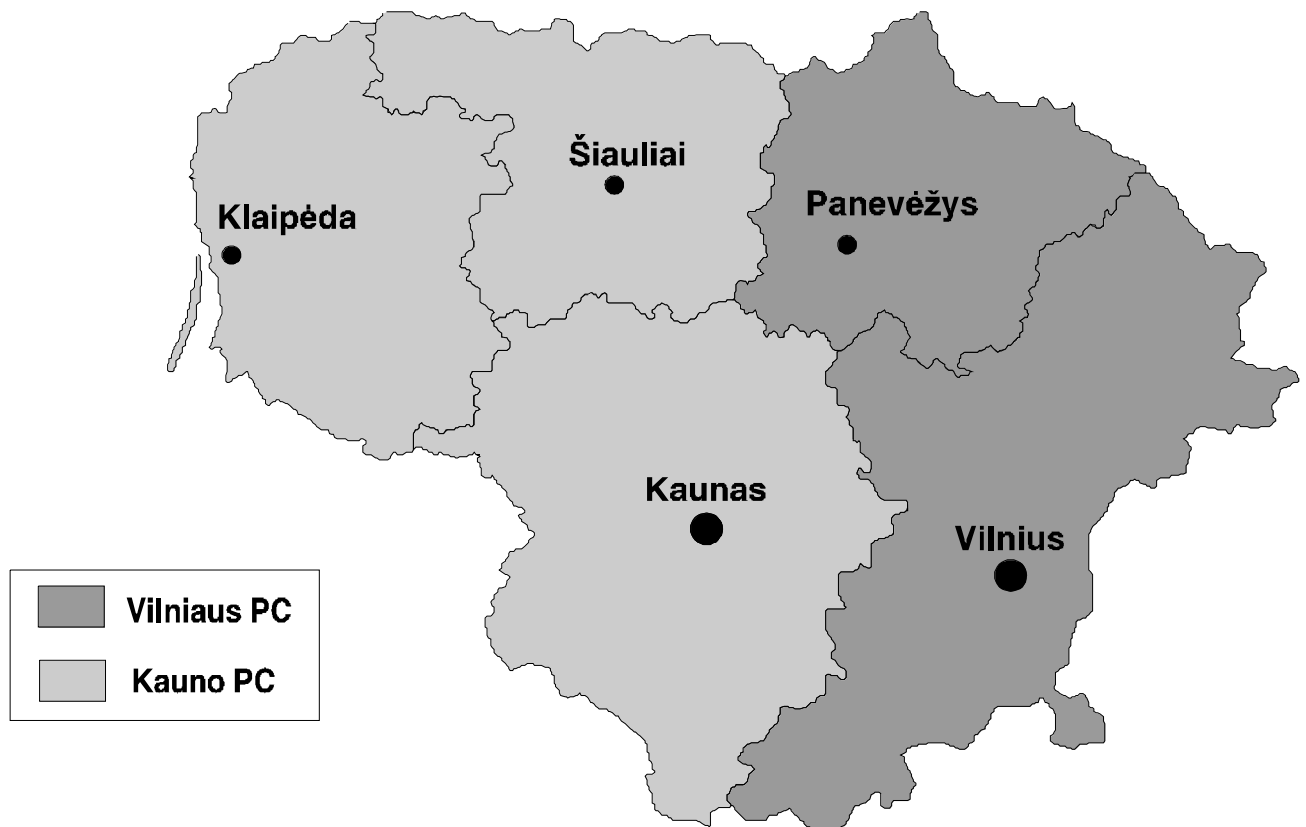 Šiauliai
Panevėžys
Klaipėda
Kaunas
Vilnius
Vilniaus PC
Kauno PC